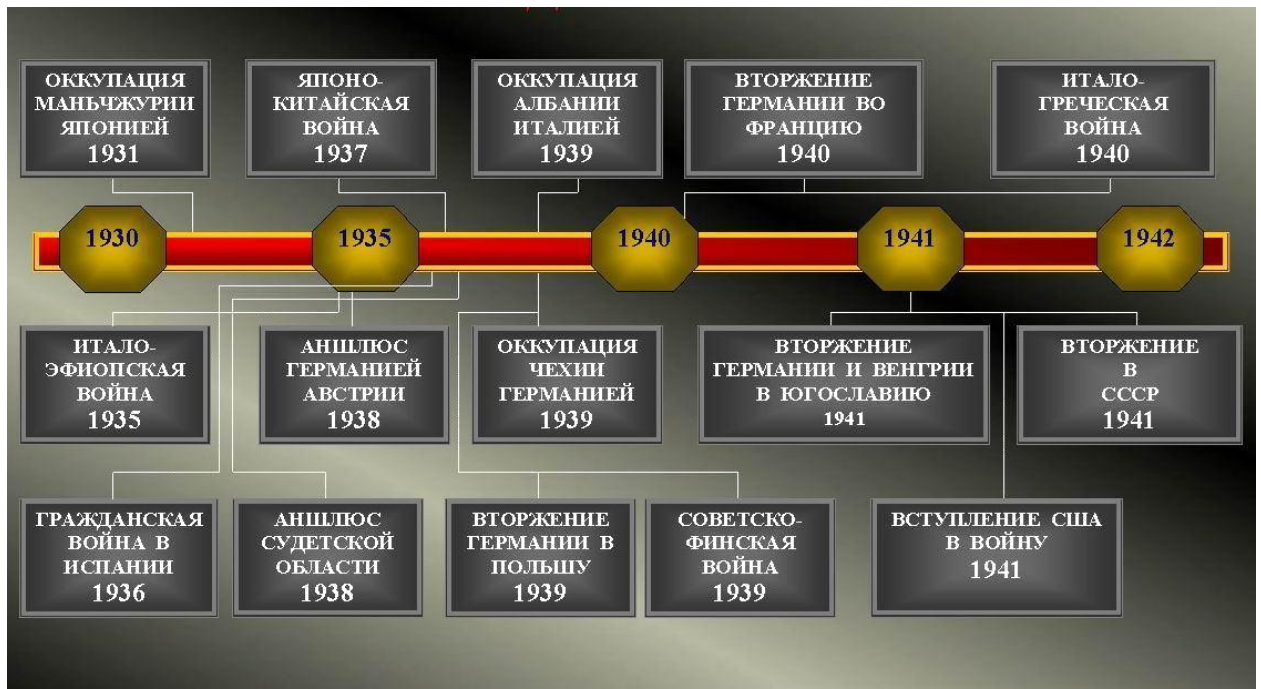 ОККУПАЦИЯ
МАНЬЧЖУРИИ
ЯПОНИЕЙ
1931
ЯПОНО-
КИТАЙСКАЯ
ВОЙНА
1937
ОККУПАЦИЯ
АЛБАНИИ
ИТАЛИЕЙ
1939
ВТОРЖЕНИЕ
ГЕРМАНИИ ВО
ФРАНЦИЮ
1940
ИТАЛО-
ГРЕЧЕСКАЯ
ВОЙНА
1940
1930
1935
1940
1941
1942
ИТАЛО-
ЭФИОПСКАЯ
ВОЙНА
1935
АНШЛЮС
ГЕРМАНИЕЙ
АВСТРИИ
1938
ОККУПАЦИЯ
ЧЕХИИ
ГЕРМАНИЕЙ
1939
ВТОРЖЕНИЕ
ГЕРМАНИИ И ВЕНГРИИ
В ЮГОСЛАВИЮ
1941
ВТОРЖЕНИЕ
В
СССР
1941
ГРАЖДАНСКАЯ
ВОЙНА В
ИСПАНИИ
1936
АНШЛЮС
СУДЕТСКОЙ
ОБЛАСТИ
1938
ВТОРЖЕНИЕ
ГЕРМАНИИ В
ПОЛЬШУ
1939
СОВЕТСКО-
ФИНСКАЯ
ВОЙНА
1939
ВСТУПЛЕНИЕ США
В ВОЙНУ
1941